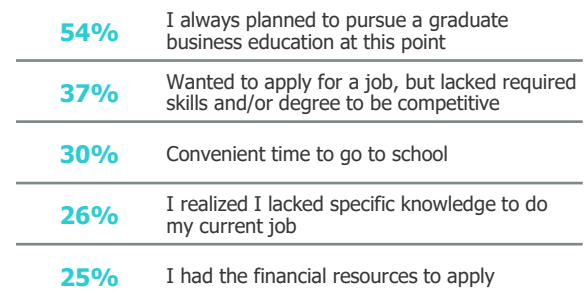 54%
I always planned to pursue a graduate
business education at this point
37%
Wanted to apply for a job, but lacked required
skills and/or degree to be competitive
30%
Convenient time to go to school
26%
I realized I lacked specific knowledge to do
my current job
25%
I had the financial resources to apply